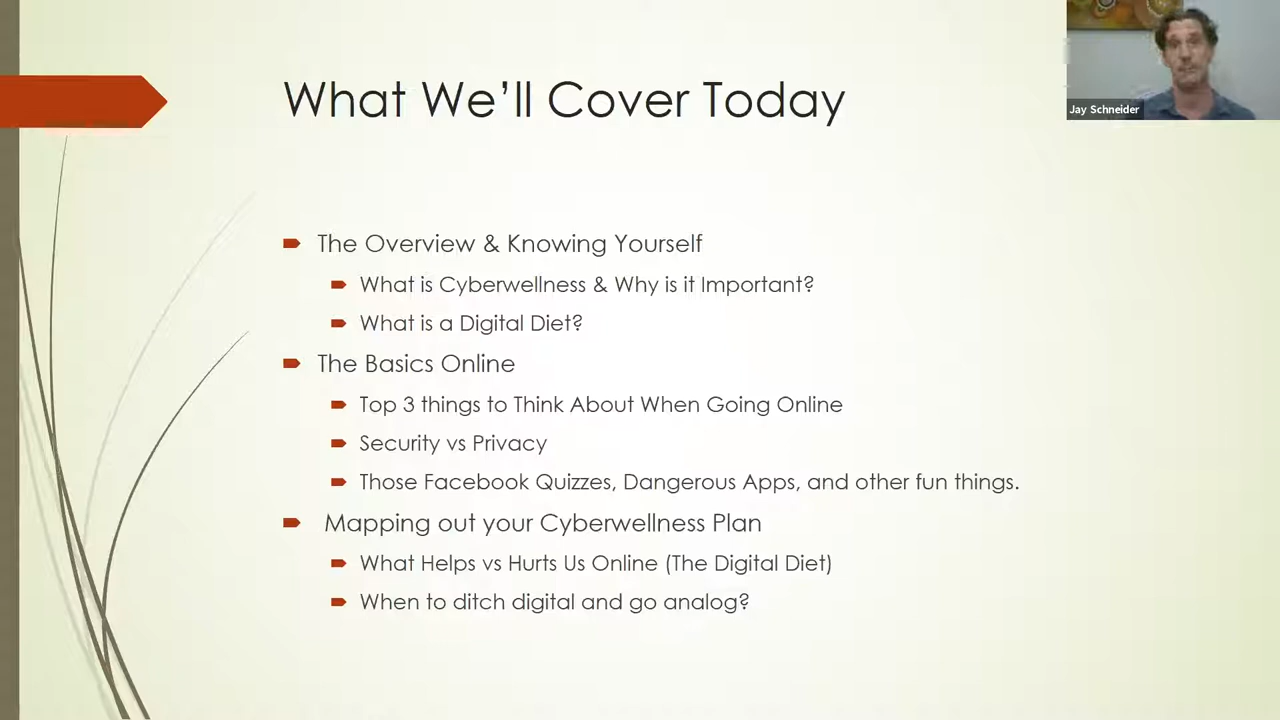 What We’ll Cover Today
Jay Schneider
The Overview & Knowing Yourself
What is Cyberwellness & Why is it Important?
What is a Digital Diet?
The Basics Online
Top 3 things to Think About When Going Online
Security vs Privacy
Those Facebook Quizzes, Dangerous Apps, and other fun things.
Mapping out your Cyberwellness Plan
What Helps vs Hurts Us Online (The Digital Diet)
When to ditch digital and go analog?